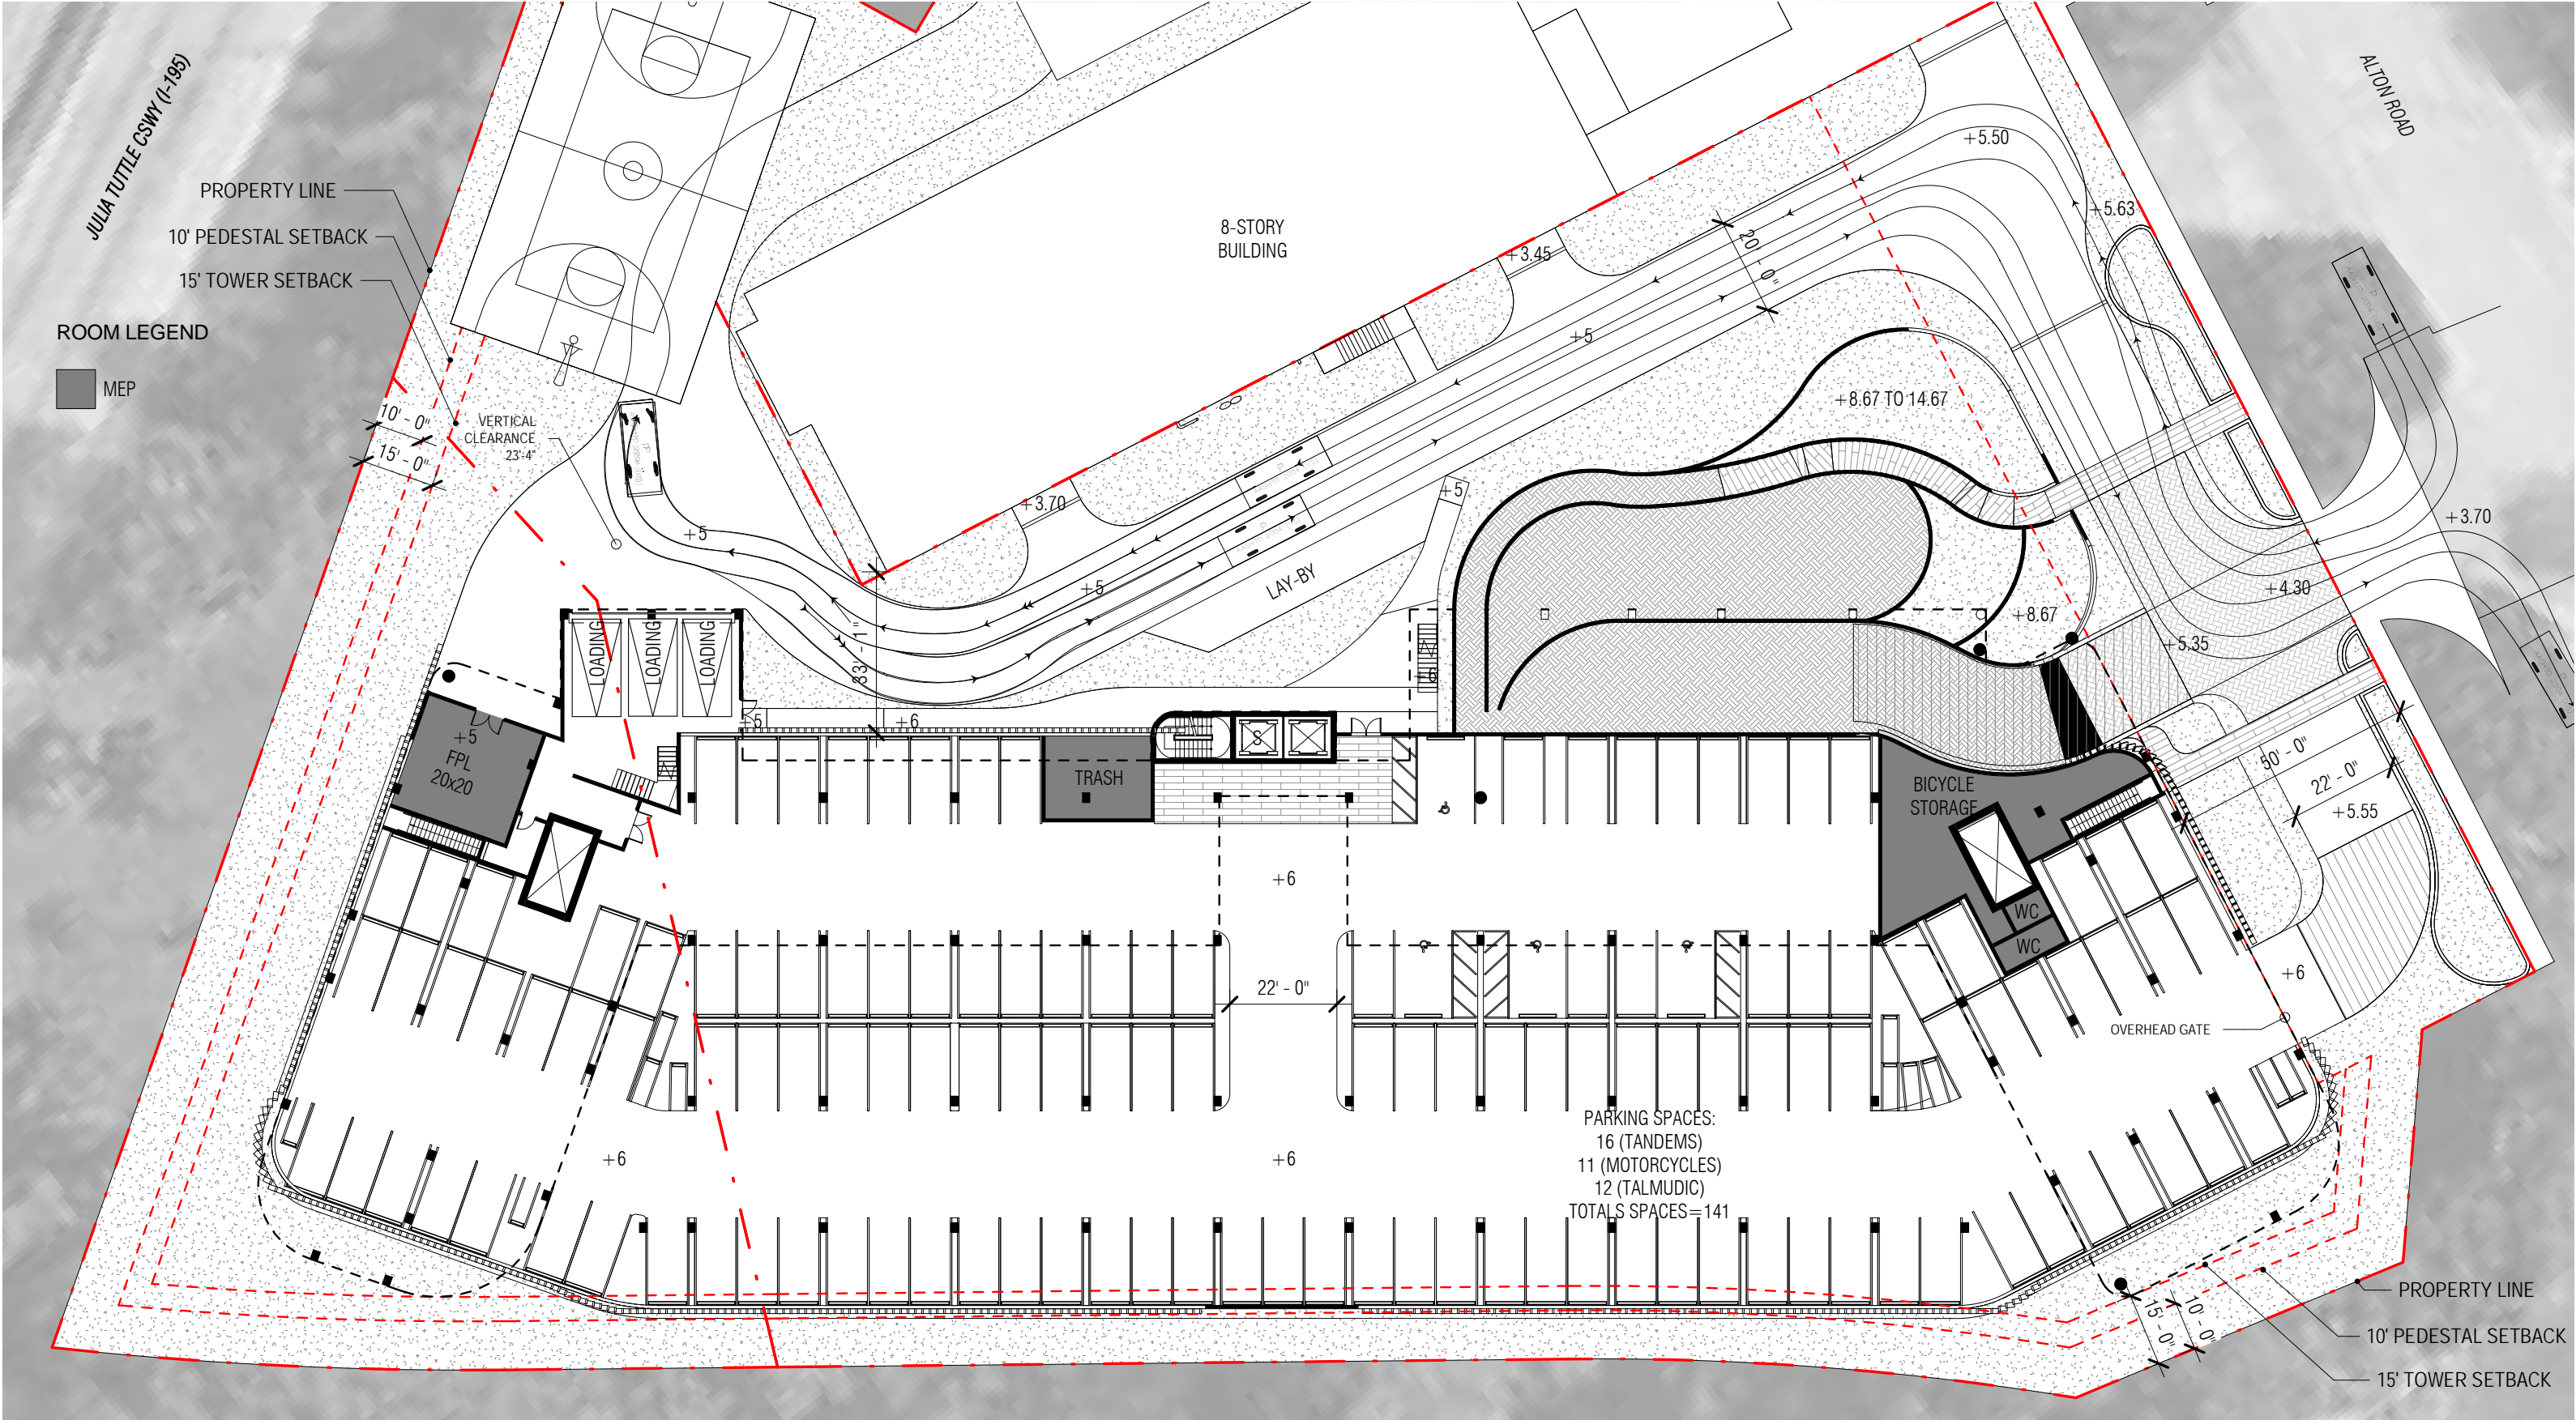 JULIA TUTTLE CSWY (I-195)
ALTON ROAD
PROPERTY LINE
10' PEDESTAL SETBACK
15' TOWER SETBACK
ROOM LEGEND
MEP
10' - 0"
15' - 0"
VERTICAL
CLEARANCE
23'-4"
8-STORY
BUILDING
+5.50
+5.63
+3.45
20' - 0"
+5
+8.67 TO 14.67
+3.70
+5
+5
+3.70
+5
LAY-BY
+4.30
+8.67
+5.35
33' - 1"
LOADING
LOADING
LOADING
+6
+5
+6
+5
FPL
20x20
TRASH
S
BICYCLE
STORAGE
WC
WC
50' - 0"
22' - 0"
+5.55
+6
+6
22' - 0"
OVERHEAD GATE
+6
+6
PARKING SPACES:
16 (TANDEMS)
11 (MOTORCYCLES)
12 (TALMUDIC)
TOTALS SPACES=141
15' - 0"
10' - 0"
PROPERTY LINE
10' PEDESTAL SETBACK
15' TOWER SETBACK